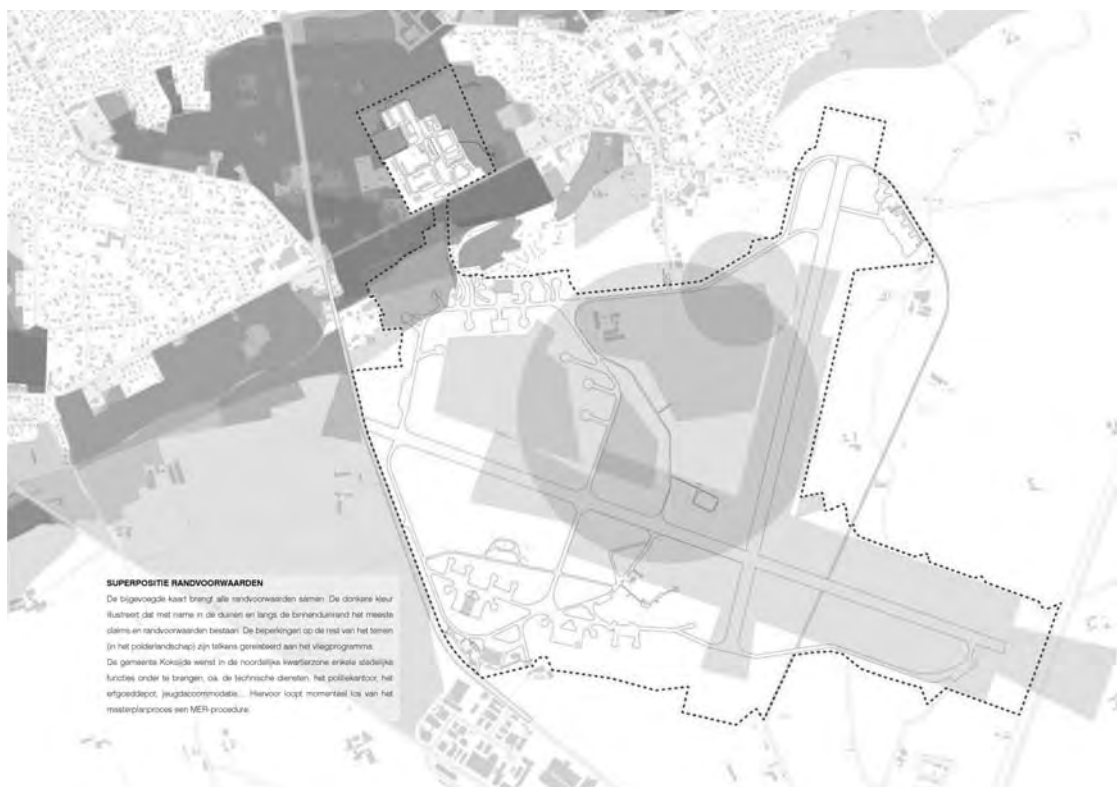 SUPERPOSITIE RANDVOORWAARDEN
De bijgevoegde kaart brengt alle randvoorwaarden samen. De donkere kleur
illustreert dat met name in de duinen en langs de binnenduinrand het meeste
claims en randvoorwaarden bestaan. De beperkingen op de rest van het terrein
(in het polderlandschap) zijn telkens gerelateerd aan het vliegprogramma.
De gemeente Koksijde wenst in de noordelijke kwartierzone enkele stedelijke
functies onder te brengen, oa. de technische diensten, het politiekantoor, het
erfgoeddepot, jeugdaccommodatie,... Hiervoor loopt momenteel los van het
masterplanproces een MER-procedure.